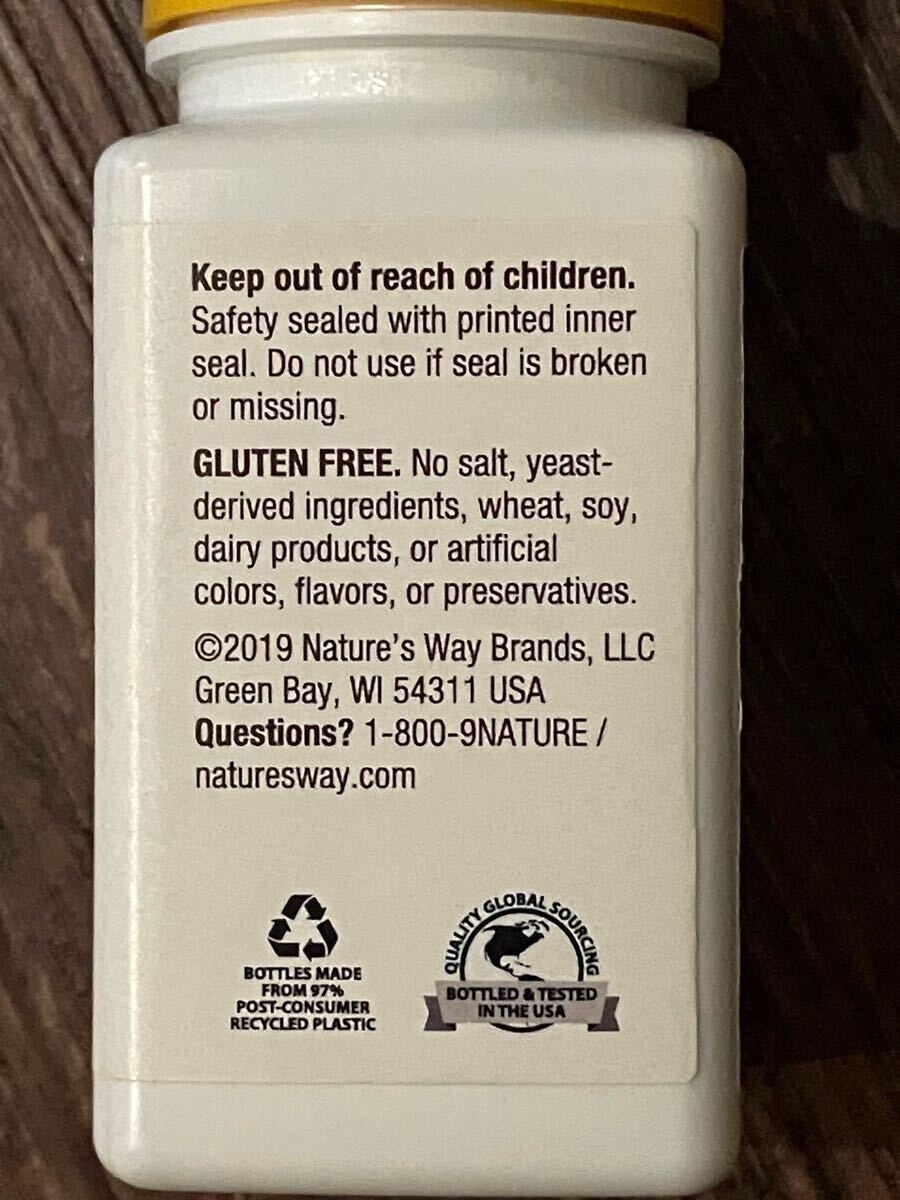 Keep out of reach of children.
Safety sealed with printed inner
seal. Do not use if seal is broken
or missing.
GLUTEN FREE. No salt, yeast-
derived ingredients, wheat, soy,
dairy products, or artificial
colors, flavors, or preservatives.
©2019 Nature's Way Brands, LLC
Green Bay, WI 54311 USA
Questions? 1-800-9NATURE /
naturesway.com
BOTTLES MADE
FROM 97%
POST-CONSUMER
RECYCLED PLASTIC
QUALITY GLOBAL SOURCING
BOTTLED & TESTED
IN THE USA